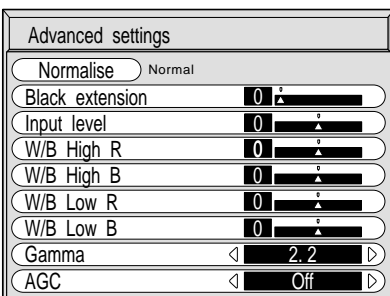 Advanced settings
Normalise Normal
Black extension 0
Input level 0
W/B High R 0
W/B High B 0
W/B Low R 0
W/B Low B 0
Gamma 2.2
AGC Off